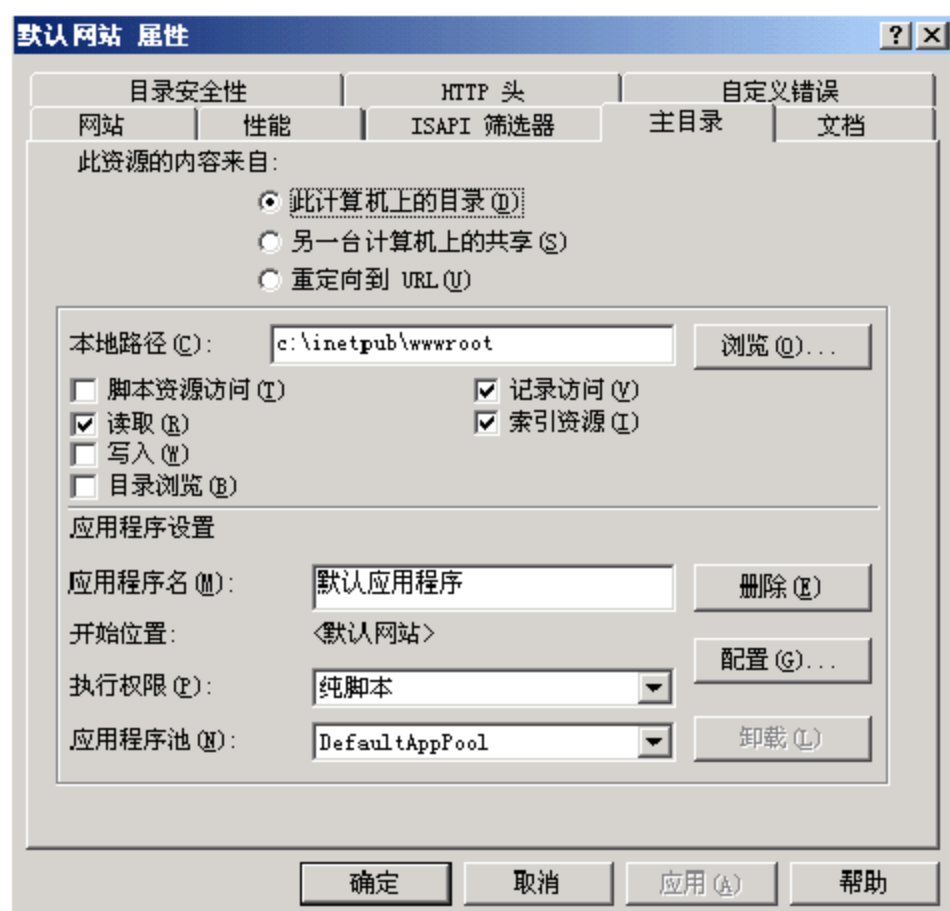 默认网站 属性
目录安全性 HTTP 头 自定义错误
网站 性能 ISAPI 筛选器 主目录 文档
此资源的内容来自:
此计算机上的目录(D)
另一台计算机上的共享(S)
重定向到 URL(U)
本地路径(C): c:\inetpub\wwwroot 浏览(O)...
脚本资源访问(T) 记录访问(V)
读取(R) 索引资源(I)
写入(W)
目录浏览(B)
应用程序设置
应用程序名(M): 默认应用程序 删除(E)
开始位置: <默认网站>
配置(G)...
执行权限(P): 纯脚本
应用程序池(N): DefaultAppPool 卸载(L)
确定 取消 应用(A) 帮助